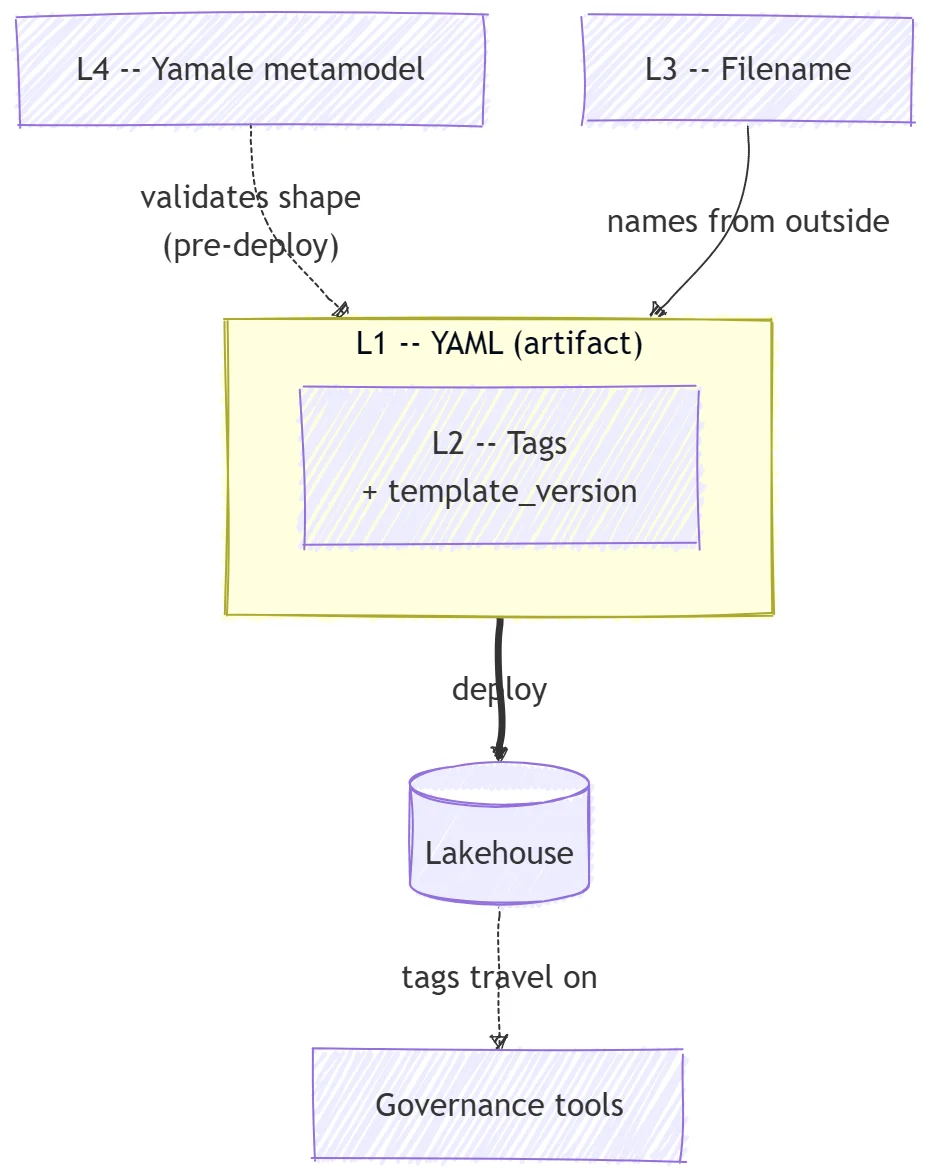 L4 -- Yamale metamodel
L3 -- Filename
validates shape
(pre-deploy)
names from outside
L1 -- YAML (artifact)
L2 -- Tags
+ template_version
deploy
Lakehouse
tags travel on
Governance tools